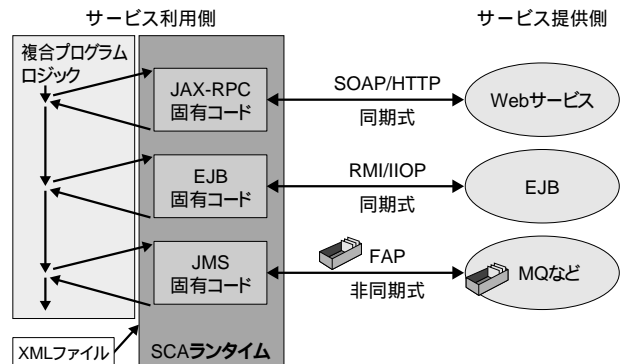 サービス利用側
サービス提供側
複合プログラム
ロジック
JAX-RPC
固有コード
SOAP/HTTP
同期式
Webサービス
EJB
固有コード
RMI/IIOP
同期式
EJB
JMS
固有コード
FAP
非同期式
MQなど
XMLファイル
SCAランタイム